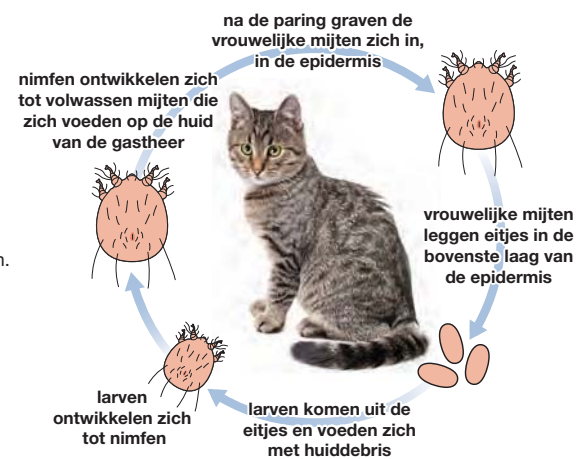 na de paring graven de
vrouwelijke mijten zich in,
in de epidermis
nimfen ontwikkelen zich
tot volwassen mijten die
zich voeden op de huid
van de gastheer
vrouwelijke mijten
leggen eitjes in de
bovenste laag van
de epidermis
larven komen uit de
eitjes en voeden zich
met huiddebris
larven
ontwikkelen zich
tot nimfen